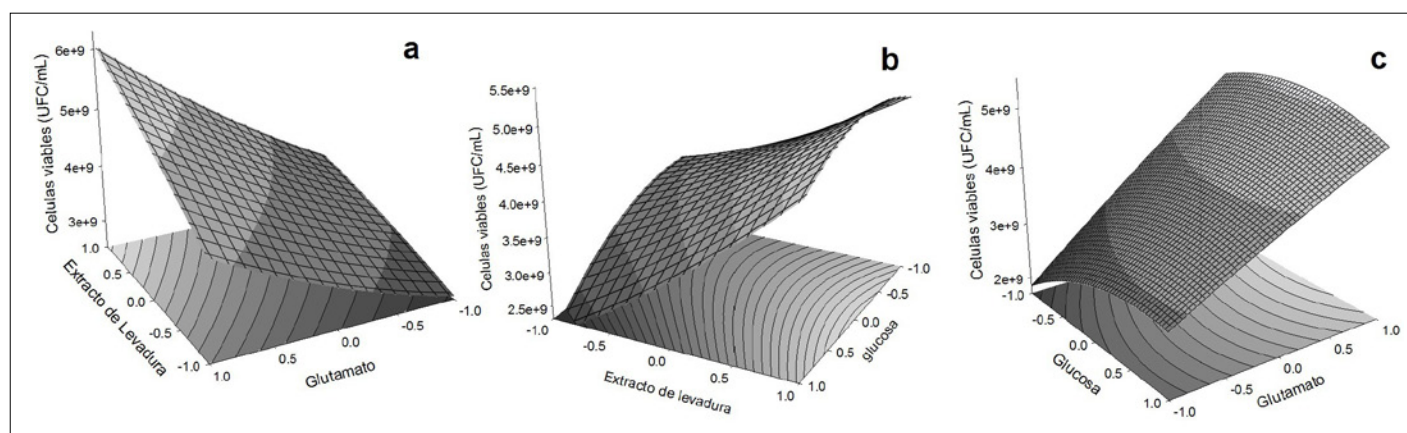 a
Celulas viables (UFC/mL)
6e+9
5e+9
4e+9
3e+9
1.0
0.5
0.0
-0.5
-1.0
Extracto de Levadura
1.0
0.5
0.0
-0.5
-1.0
Glutamato
b
Celulas viables (UFC/mL)
5.5e+9
5.0e+9
4.5e+9
4.0e+9
3.5e+9
3.0e+9
2.5e+9
-1.0
-0.5
0.0
0.5
1.0
Extracto de levadura
-1.0
-0.5
0.0
0.5
1.0
glucosa
c
Celulas viables (UFC/mL)
5e+9
4e+9
3e+9
2e+9
-1.0
-0.5
0.0
0.5
1.0
Glucosa
-1.0
-0.5
0.0
0.5
1.0
Glutamato